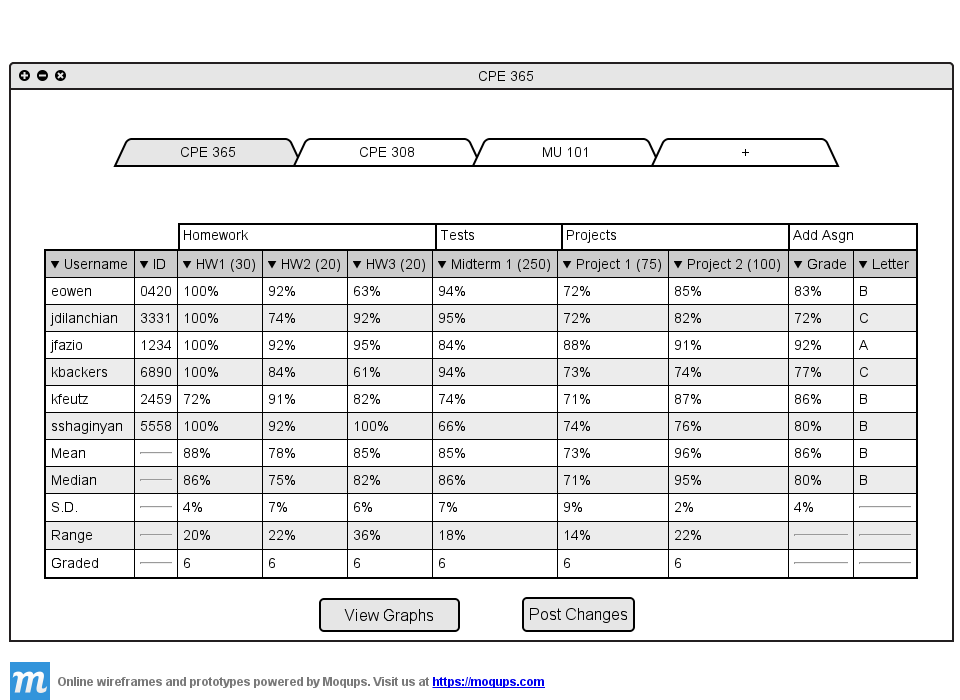 CPE 365
CPE 365 CPE 308 MU 101 +
Homework Tests Projects Add Asgn
▼ Username ▼ ID ▼ HW1 (30) ▼ HW2 (20) ▼ HW3 (20) ▼ Midterm 1 (250) ▼ Project 1 (75) ▼ Project 2 (100) ▼ Grade ▼ Letter
eowen 0420 100% 92% 63% 94% 72% 85% 83% B
jdilanchian 3331 100% 74% 92% 95% 72% 82% 72% C
jfazio 1234 100% 92% 95% 84% 88% 91% 92% A
kbackers 6890 100% 84% 61% 94% 73% 74% 77% C
kfeutz 2459 72% 91% 82% 74% 71% 87% 86% B
sshaginyan 5558 100% 92% 100% 66% 74% 76% 80% B
Mean 88% 78% 85% 85% 73% 96% 86% B
Median 86% 75% 82% 86% 71% 95% 80% B
S.D. 4% 7% 6% 7% 9% 2% 4%
Range 20% 22% 36% 18% 14% 22%
Graded 6 6 6 6 6 6
View Graphs Post Changes
m Online wireframes and prototypes powered by Moqups. Visit us at https://moqups.com